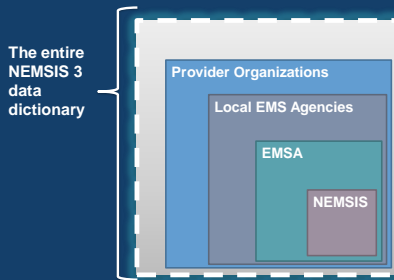 The entire
NEMSIS 3
data
dictionary
Provider Organizations
Local EMS Agencies
EMSA
NEMSIS